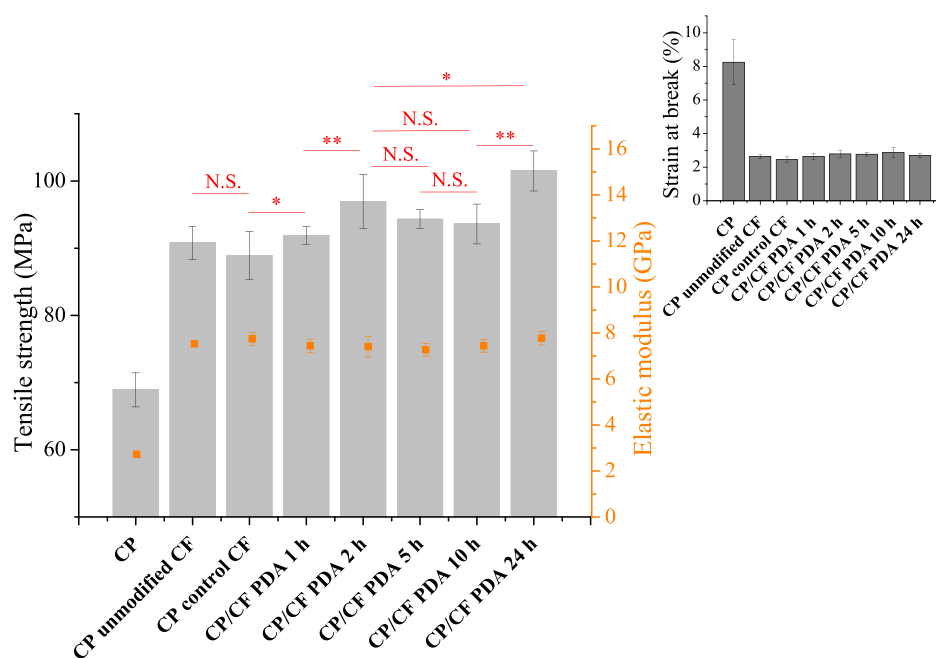 Tensile strength (MPa)
100
80
60
N.S.
*
**
*
N.S.
N.S.
N.S.
**
16
14
12
10
8
6
4
2
0
Elastic modulus (GPa)
CP
CP unmodified CF
CP control CF
CP/CF PDA 1 h
CP/CF PDA 2 h
CP/CF PDA 5 h
CP/CF PDA 10 h
CP/CF PDA 24 h
Strain at break (%)
10
8
6
4
2
0
CP
CP unmodified CF
CP control CF
CP/CF PDA 1 h
CP/CF PDA 2 h
CP/CF PDA 5 h
CP/CF PDA 10 h
CP/CF PDA 24 h